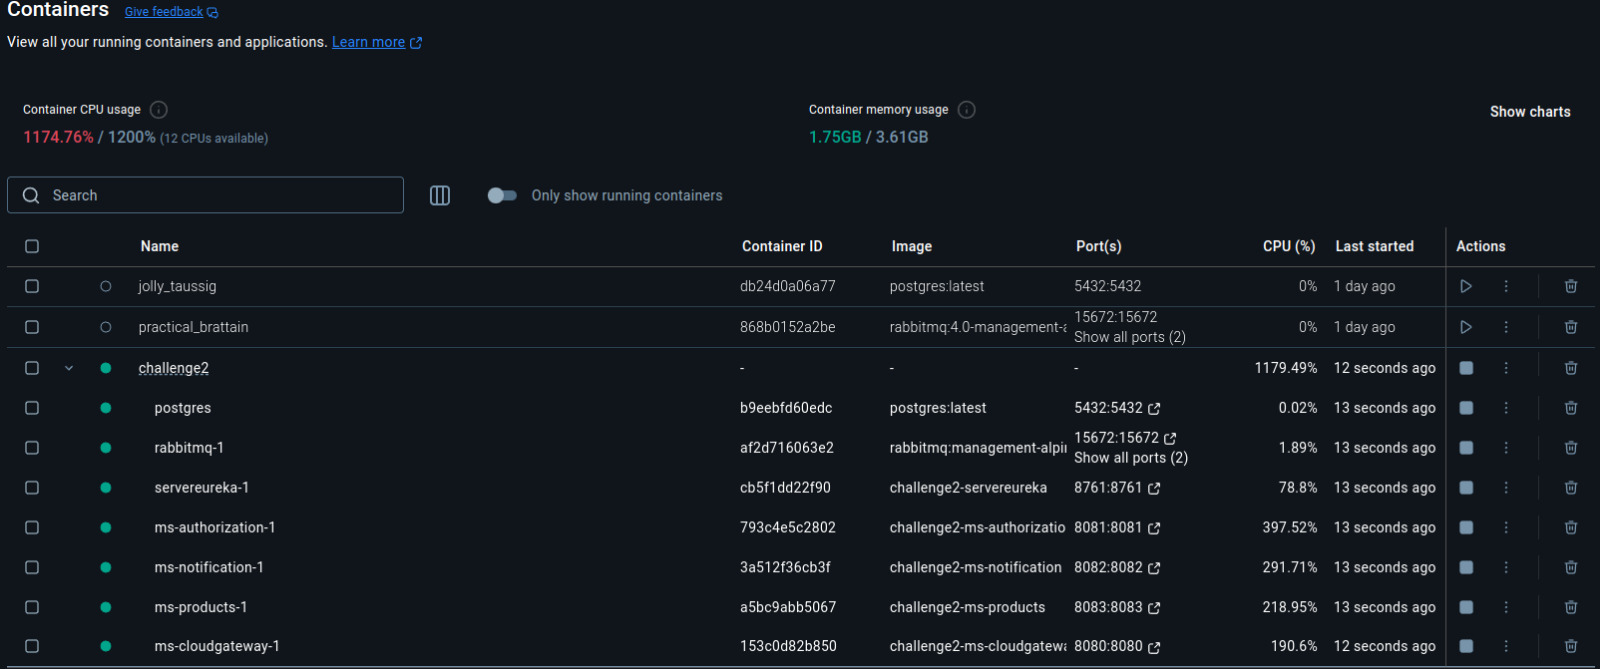 Containers Give feedback
View all your running containers and applications. Learn more
Container CPU usage
1174.76% / 1200% (12 CPUs available)
Container memory usage
1.75GB / 3.61GB
Show charts
Search
Only show running containers
Name Container ID Image Port(s) CPU (%) Last started Actions
jolly_taussig db24d0a06a77 postgres:latest 5432:5432 0% 1 day ago
practical_brattain 868b0152a2be rabbitmq:4.0-management-a 15672:15672 0% 1 day ago
Show all ports (2)
challenge2 - - - 1179.49% 12 seconds ago
postgres b9eebfd60edc postgres:latest 5432:5432 0.02% 13 seconds ago
rabbitmq-1 af2d716063e2 rabbitmq:management-alpi 15672:15672 1.89% 13 seconds ago
Show all ports (2)
servereureka-1 cb5f1dd22f90 challenge2-servereureka 8761:8761 78.8% 13 seconds ago
ms-authorization-1 793c4e5c2802 challenge2-ms-authorizatio 8081:8081 397.52% 13 seconds ago
ms-notification-1 3a512f36cb3f challenge2-ms-notification 8082:8082 291.71% 13 seconds ago
ms-products-1 a5bc9abb5067 challenge2-ms-products 8083:8083 218.95% 13 seconds ago
ms-cloudgateway-1 153c0d82b850 challenge2-ms-cloudgatewa 8080:8080 190.6% 12 seconds ago